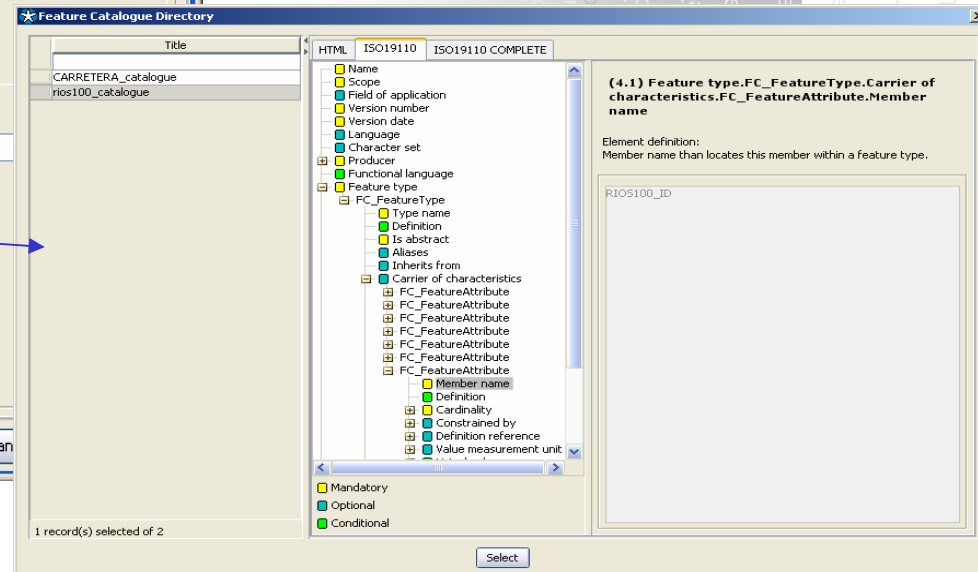 Feature Catalogue Directory
Title
CARRETERA_catalogue
rios100_catalogue
1 record(s) selected of 2
HTML
ISO19110
ISO19110 COMPLETE
Name
Scope
Field of application
Version number
Version date
Language
Character set
Producer
Functional language
Feature type
FC_FeatureType
Type name
Definition
Is abstract
Aliases
Inherits from
Carrier of characteristics
FC_FeatureAttribute
FC_FeatureAttribute
FC_FeatureAttribute
FC_FeatureAttribute
FC_FeatureAttribute
FC_FeatureAttribute
FC_FeatureAttribute
Member name
Definition
Cardinality
Constrained by
Definition reference
Value measurement unit
Mandatory
Optional
Conditional
(4.1) Feature type.FC_FeatureType.Carrier of
characteristics.FC_FeatureAttribute.Member
name
Element definition:
Member name than locates this member within a feature type.
RIOS100_ID
an
Select